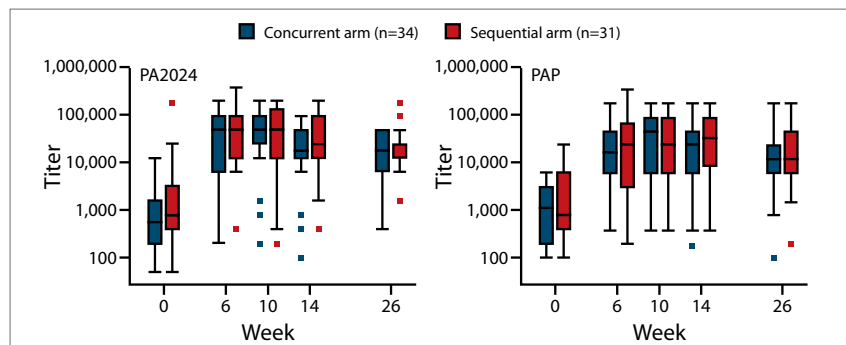 Concurrent arm (n=34) Sequential arm (n=31)
PA2024
Titer
1,000,000
100,000
10,000
1,000
100
0 6 10 14 26
Week
PAP
Titer
1,000,000
100,000
10,000
1,000
100
0 6 10 14 26
Week